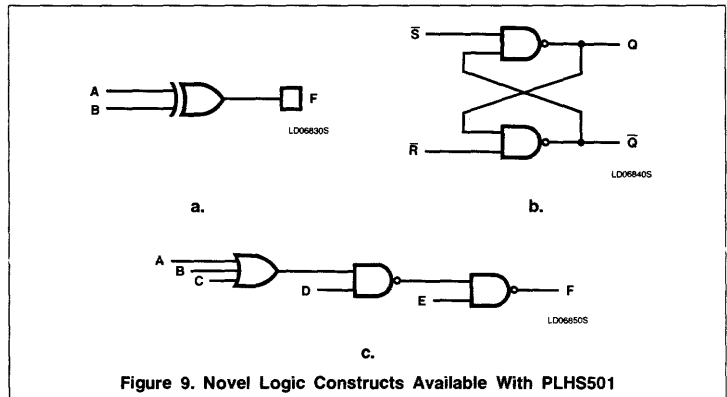 A
B
F
LD06830S
a.
S̅
Q
R̅
Q̅
LD06840S
b.
A
B
C
D
E
F
LD06850S
c.
Figure 9. Novel Logic Constructs Available With PLHS501